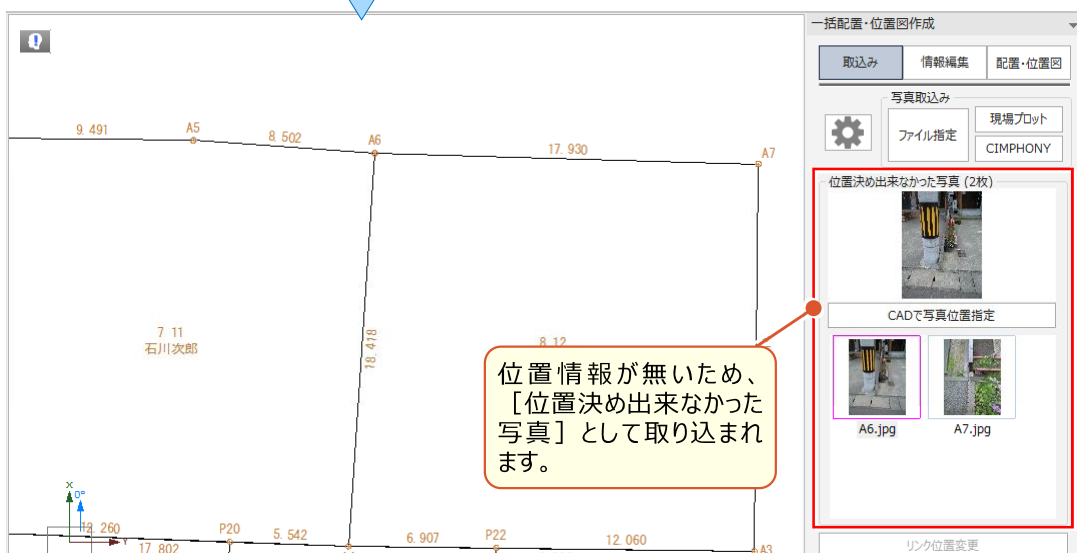 一括配置・位置図作成
取込み 情報編集 配置・位置図
写真取込み
ファイル指定
現場プロット
CIMPHONY
位置決め出来なかった写真 (2枚)
CADで写真位置指定
A6.jpg A7.jpg
リンク位置変更
9.491 A5 8.502 A6 17.930 A7
7 11
石川次郎
18.418
8 12
位置情報が無いため、
［位置決め出来なかった
写真］として取り込まれ
ます。
X
0°
Y
12.260 P20 5.542 6.907 P22 12.060 A3
17.802